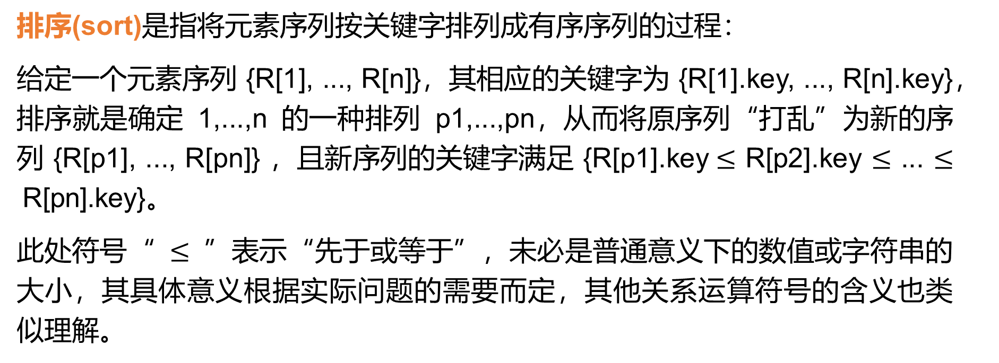 排序(sort)是指将元素序列按关键字排列成有序序列的过程：
给定一个元素序列 {R[1], ..., R[n]}，其相应的关键字为 {R[1].key, ..., R[n].key}，
排序就是确定 1,...,n 的一种排列 p1,...,pn，从而将原序列“打乱”为新的序
列 {R[p1], ..., R[pn]} ，且新序列的关键字满足 {R[p1].key ≤ R[p2].key ≤ ... ≤
R[pn].key}。
此处符号“ ≤ ”表示“先于或等于” ，未必是普通意义下的数值或字符串的
大小，其具体意义根据实际问题的需要而定，其他关系运算符号的含义也类
似理解。